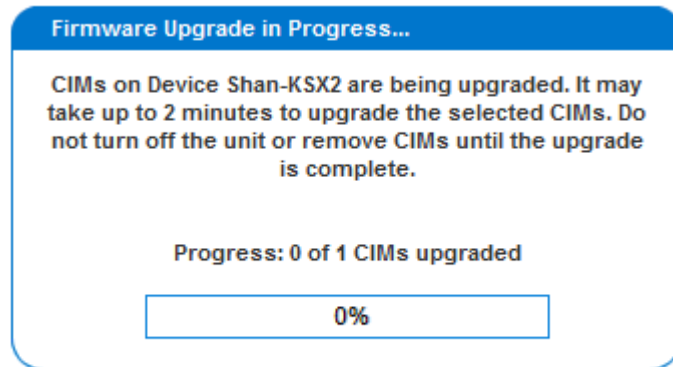 Firmware Upgrade in Progress...
CIMs on Device Shan-KSX2 are being upgraded. It may
take up to 2 minutes to upgrade the selected CIMs. Do
not turn off the unit or remove CIMs until the upgrade
is complete.
Progress: 0 of 1 CIMs upgraded
0%